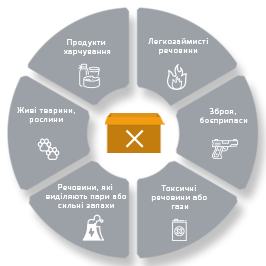 Продукти
харчування
Легкозаймисті
речовини
Живі тварини,
рослини
Зброя,
боєприпаси
Речовини, які
виділяють пари або
сильні запахи
Токсичні
речовини або
гази